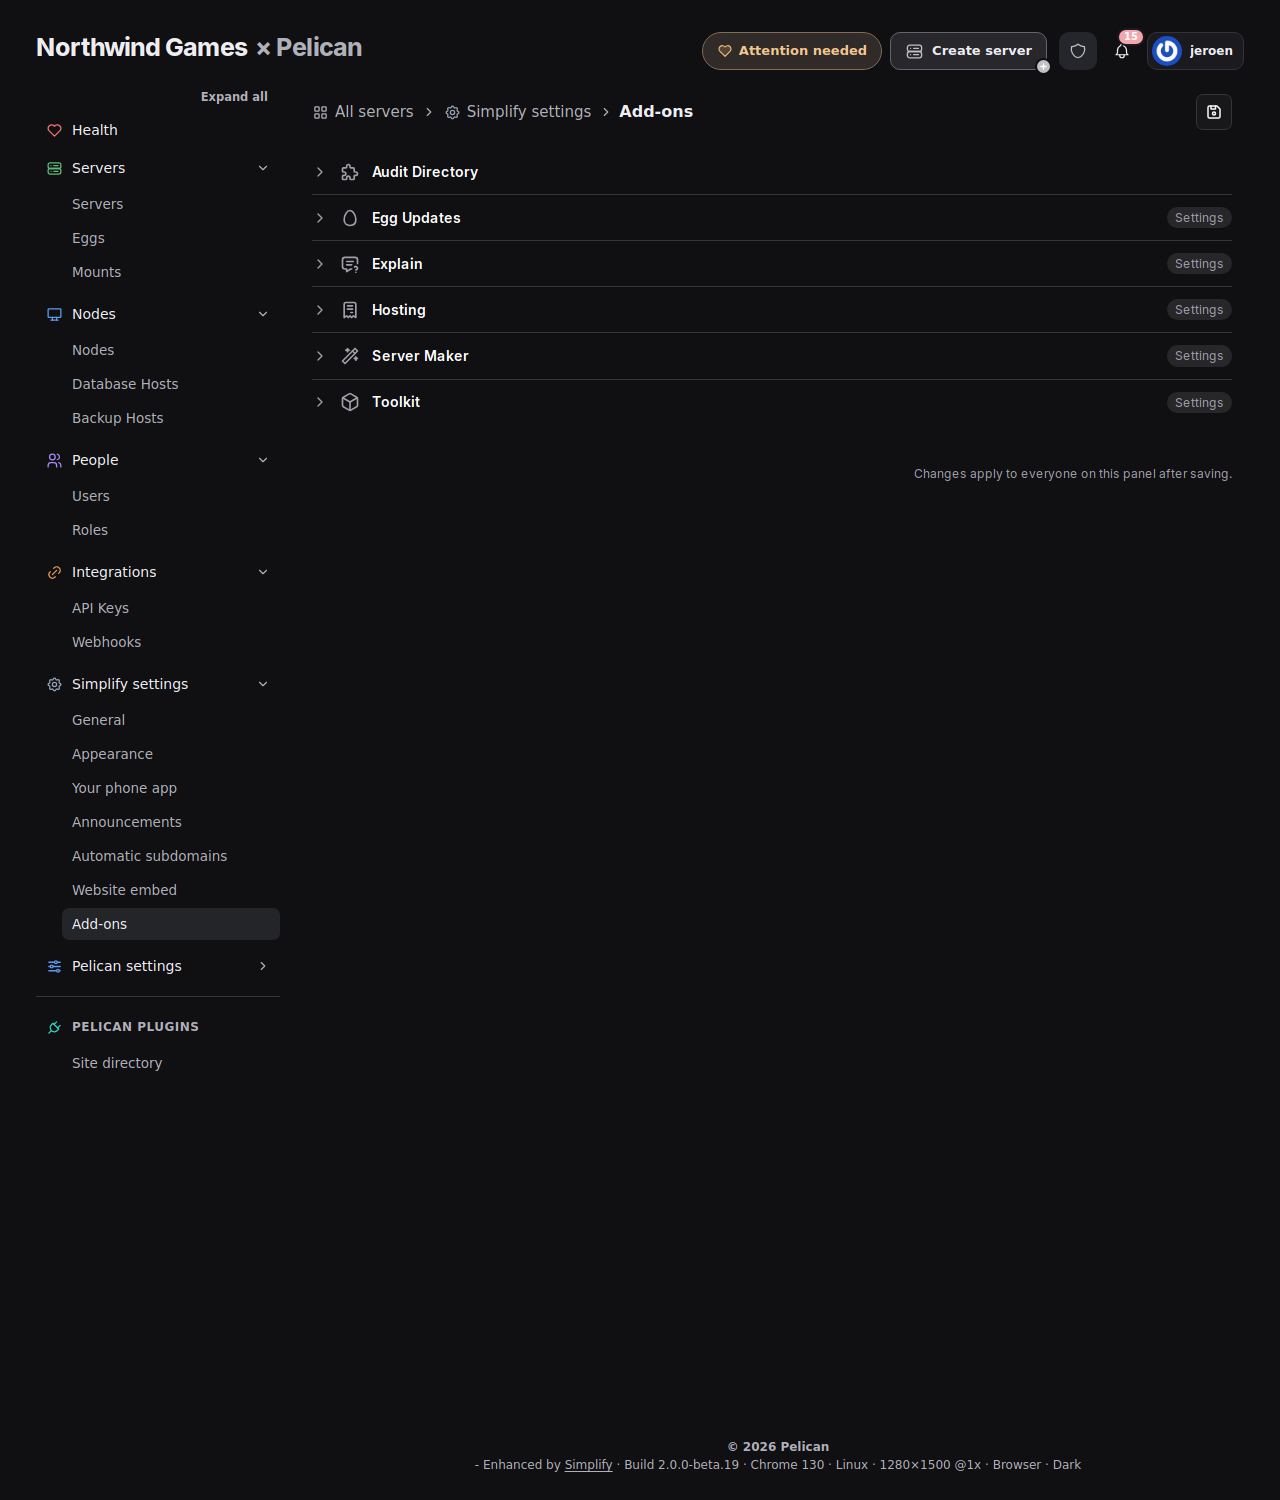 Northwind Games × Pelican
Attention needed
Create server
15
jeroen
Expand all
Health
Servers
Servers
Eggs
Mounts
Nodes
Nodes
Database Hosts
Backup Hosts
People
Users
Roles
Integrations
API Keys
Webhooks
Simplify settings
General
Appearance
Your phone app
Announcements
Automatic subdomains
Website embed
Add-ons
Pelican settings
PELICAN PLUGINS
Site directory
All servers > Simplify settings > Add-ons
Audit Directory
Egg Updates Settings
Explain Settings
Hosting Settings
Server Maker Settings
Toolkit Settings
Changes apply to everyone on this panel after saving.
© 2026 Pelican
- Enhanced by Simplify · Build 2.0.0-beta.19 · Chrome 130 · Linux · 1280×1500 @1x · Browser · Dark